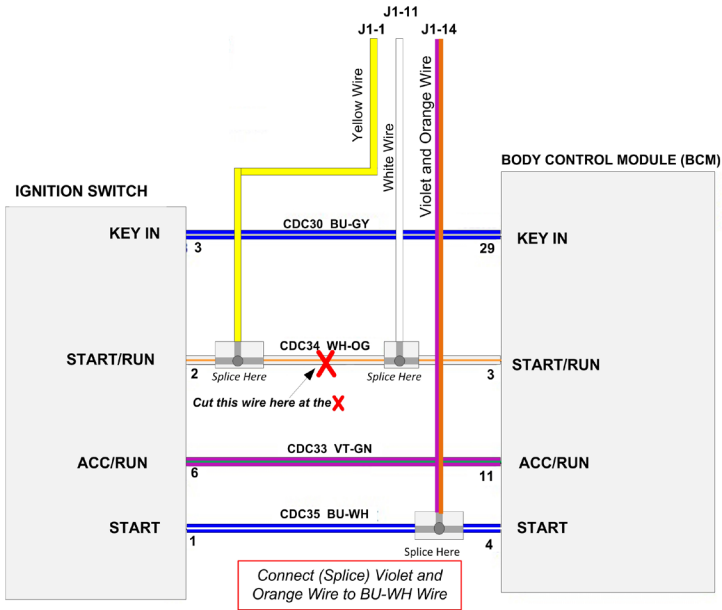 J1-11
J1-1
J1-14
Yellow Wire
White Wire
Violet and Orange Wire
BODY CONTROL MODULE (BCM)
IGNITION SWITCH
CDC30 BU-GY
KEY IN
3
29
KEY IN
CDC34 WH-OG
START/RUN
2
Splice Here
Splice Here
3
START/RUN
Cut this wire here at the
CDC33 VT-GN
ACC/RUN
6
11
ACC/RUN
CDC35 BU-WH
START
1
4
START
Splice Here
Connect (Splice) Violet and
Orange Wire to BU-WH Wire